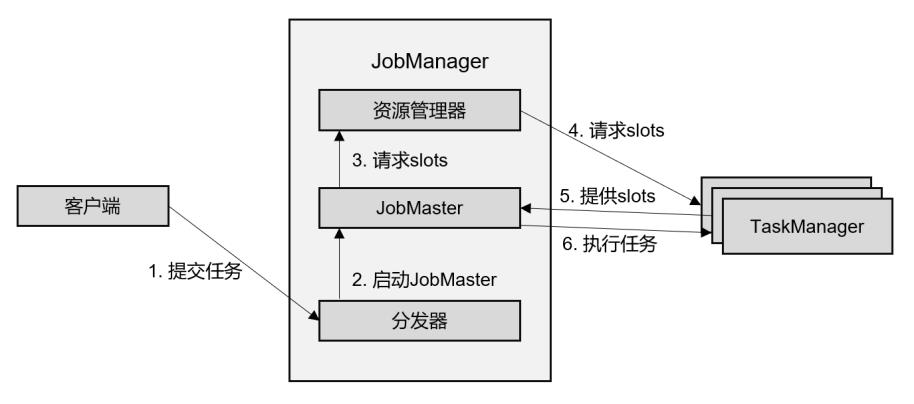 JobManager
资源管理器
4. 请求slots
3. 请求slots
客户端
JobMaster
5. 提供slots
TaskManager
6. 执行任务
1. 提交任务
2. 启动JobMaster
分发器